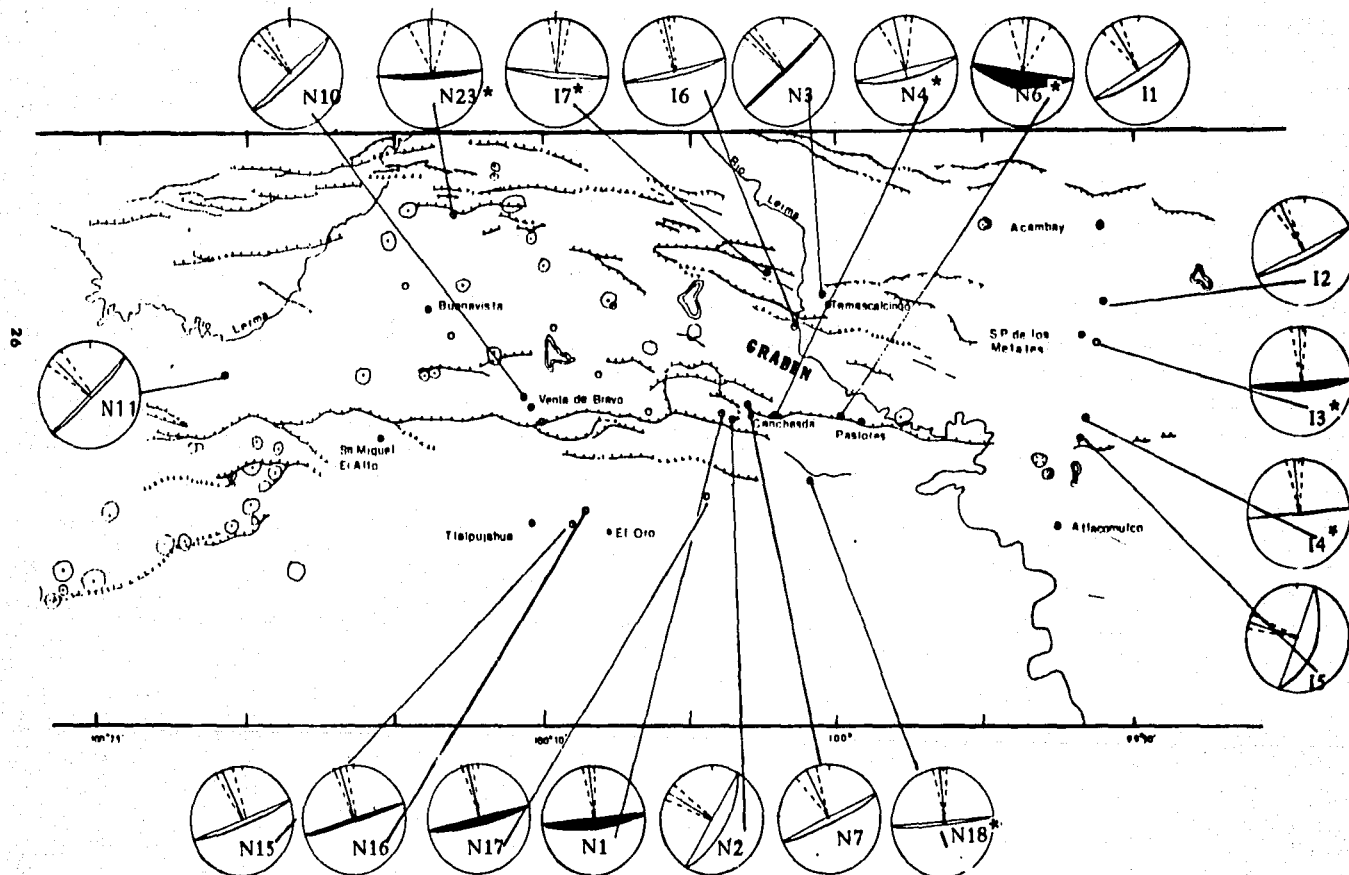 N10
N23*
I7*
I6
N3
N4*
N6*
I1
Rio
Lerma
Acambay
I2
Buenavista
Rio
Lerma
Temascalcingo
S.P. de los
Metales
GRABEN
26
I3*
N11
Venta de Bravo
Canchesda
Pastores
Sn Miguel
El Alto
I4*
Tlalpujahua
El Oro
Atlacomulco
I5
100°10'
100°
N15
N16
N17
N1
N2
N7
N18*